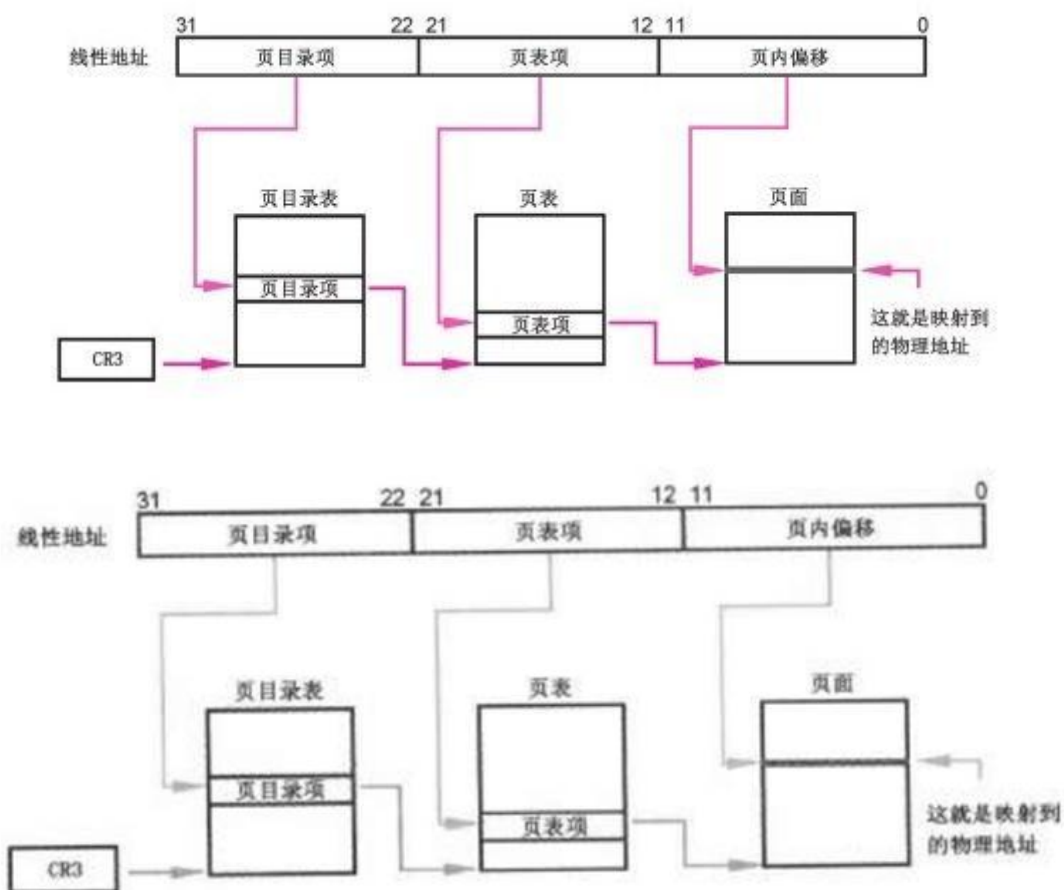 31 22 21 12 11 0
线性地址 页目录项 页表项 页内偏移
页目录表 页表 页面
页目录项
页表项
这就是映射到
的物理地址
CR3
31 22 21 12 11 0
线性地址 页目录项 页表项 页内偏移
页目录表 页表 页面
页目录项
页表项
这就是映射到
的物理地址
CR3